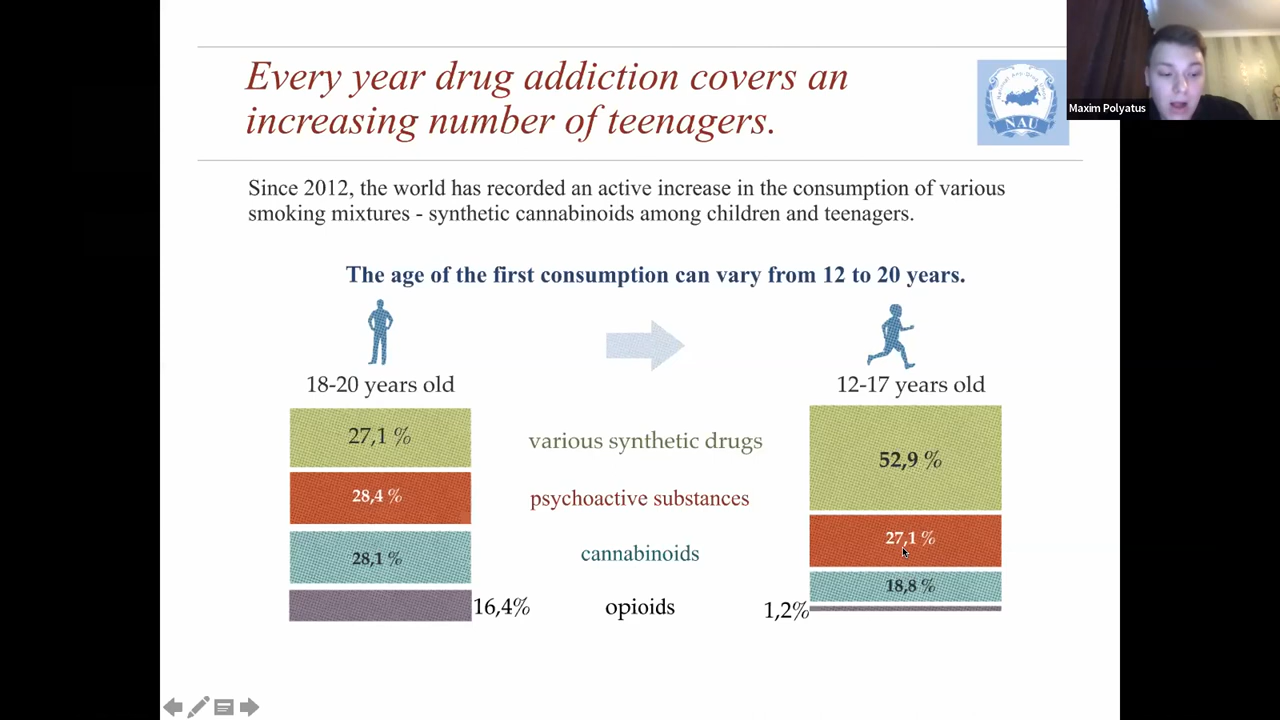 Every year drug addiction covers an
increasing number of teenagers.
NAU
Maxim Polyatus
Since 2012, the world has recorded an active increase in the consumption of various
smoking mixtures - synthetic cannabinoids among children and teenagers.
The age of the first consumption can vary from 12 to 20 years.
18-20 years old
12-17 years old
27,1 %
various synthetic drugs
52,9 %
28,4 %
psychoactive substances
27,1 %
28,1 %
cannabinoids
18,8 %
16,4%
opioids
1,2%